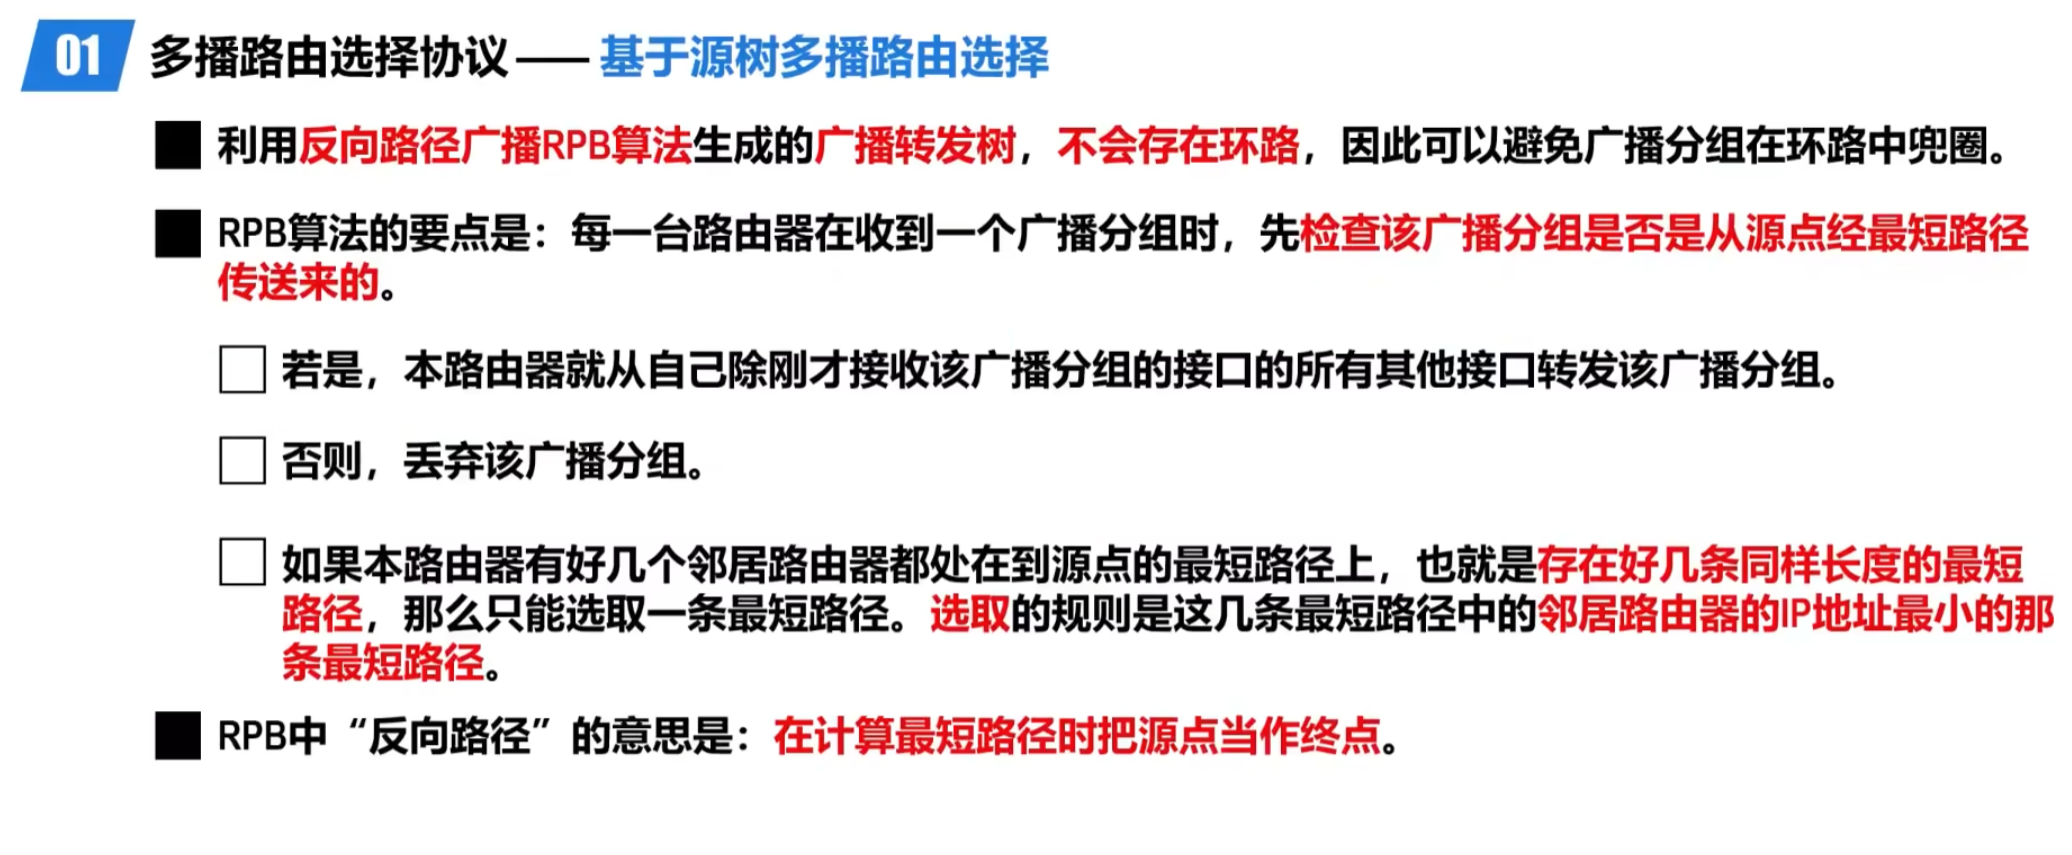 01 多播路由选择协议——基于源树多播路由选择
利用反向路径广播RPB算法生成的广播转发树，不会存在环路，因此可以避免广播分组在环路中兜圈。
RPB算法的要点是：每一台路由器在收到一个广播分组时，先检查该广播分组是否是从源点经最短路径
传送来的。
若是，本路由器就从自己除刚才接收该广播分组的接口的所有其他接口转发该广播分组。
否则，丢弃该广播分组。
如果本路由器有好几个邻居路由器都处在到源点的最短路径上，也就是存在好几条同样长度的最短
路径，那么只能选取一条最短路径。选取的规则是这几条最短路径中的邻居路由器的IP地址最小的那
条最短路径。
RPB中“反向路径”的意思是：在计算最短路径时把源点当作终点。